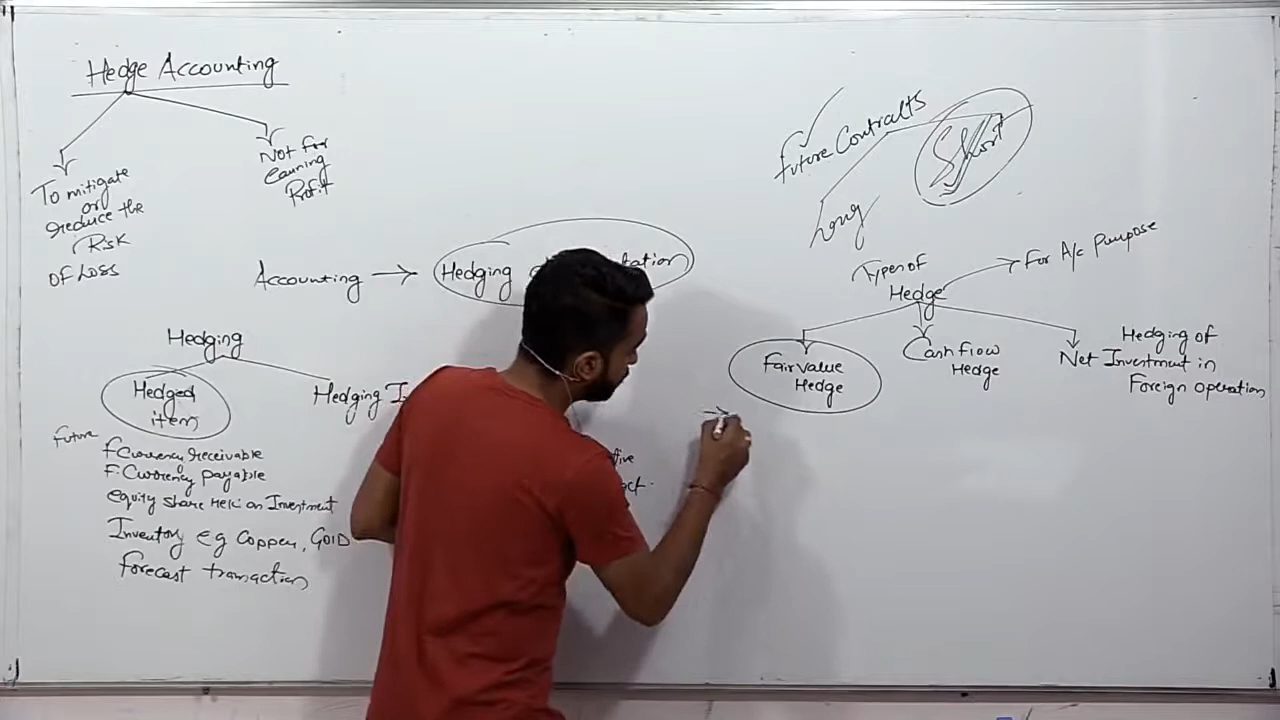 Hedge Accounting
To mitigate
or
reduce the
Risk
of Loss
Not for
Earning
Profit
Accounting → Hedging
Hedging
Hedged
item
Hedging
Future
F Currency receivable
F. Currency payable
equity share Held as Investment
Inventory eg Copper, GOLD
Forecast transaction
Future Contracts
Long
Short
Types of
Hedge
For A/c Purpose
Fair value
Hedge
Cash flow
Hedge
Hedging of
Net Investment in
Foreign operation